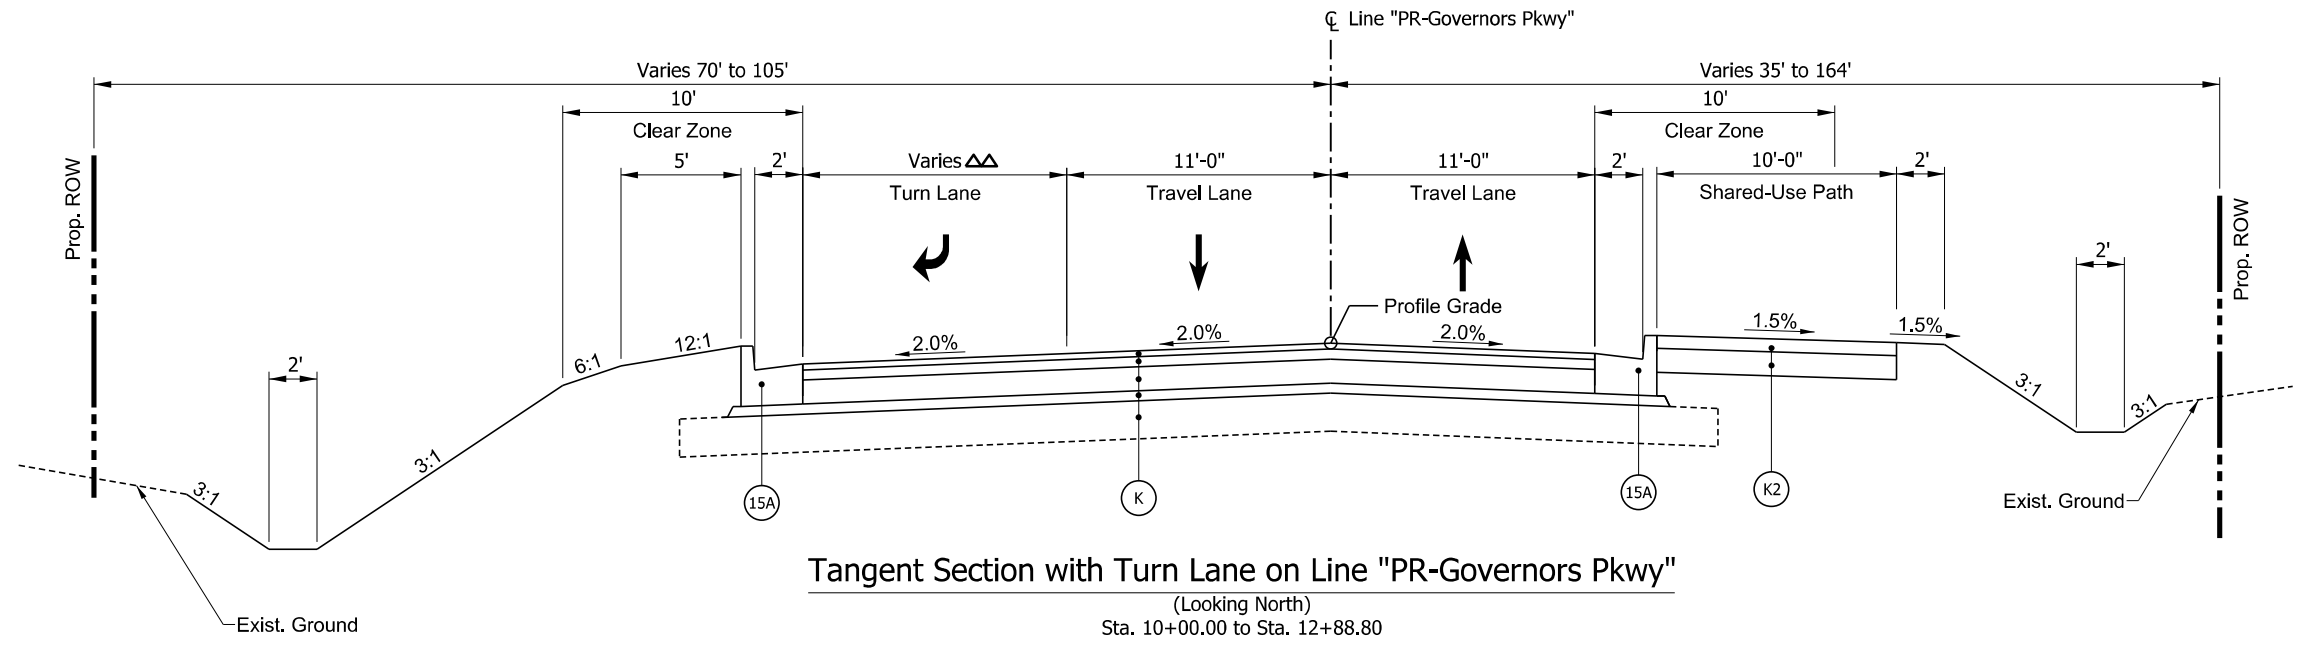 ℄ Line "PR-Governors Pkwy"
Varies 70' to 105'
Varies 35' to 164'
10'
Clear Zone
10'
Clear Zone
5'
2'
Varies △△
Turn Lane
11'-0"
Travel Lane
11'-0"
Travel Lane
2'
10'-0"
Shared-Use Path
2'
Prop. ROW
Prop. ROW
2'
Profile Grade
2'
6:1
12:1
2.0%
2.0%
2.0%
1.5%
1.5%
3:1
3:1
3:1
3:1
15A
K
15A
K2
Exist. Ground
Exist. Ground
Tangent Section with Turn Lane on Line "PR-Governors Pkwy"
(Looking North)
Sta. 10+00.00 to Sta. 12+88.80